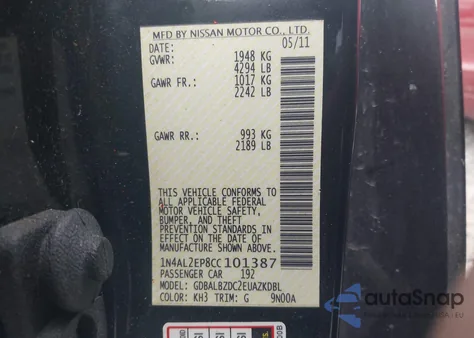 MFD BY NISSAN MOTOR CO., LTD.
DATE: 05/11
GVWR: 1948 KG
4294 LB
GAWR FR.: 1017 KG
2242 LB
GAWR RR.: 993 KG
2189 LB
THIS VEHICLE CONFORMS TO
ALL APPLICABLE FEDERAL
MOTOR VEHICLE SAFETY,
BUMPER, AND THEFT
PREVENTION STANDARDS IN
EFFECT ON THE DATE OF
MANUFACTURE SHOWN ABOVE.
1N4AL2EP8CC101387
PASSENGER CAR 192
MODEL: GDBALBZDC2EUAZKDBL
COLOR: KH3 TRIM: G 9N00A
autoSnap